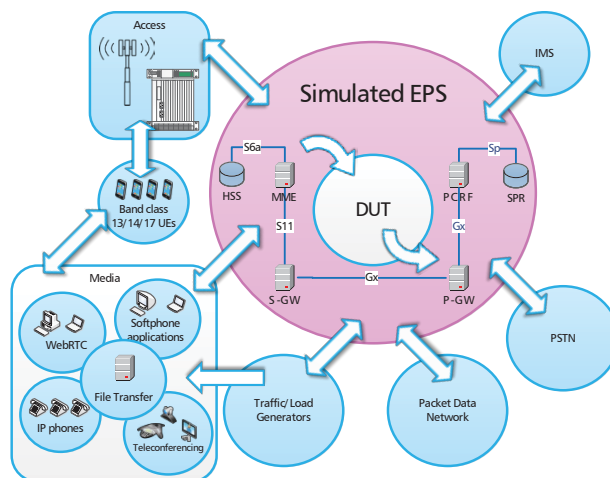 Access
IMS
Simulated EPS
S6a
Sp
HSS
MME
PCRF
SPR
DUT
Band class
13/14/17 UEs
S11
Gx
Gx
S-GW
P-GW
Media
WebRTC
Softphone
applications
File Transfer
IP phones
Teleconferencing
Traffic/Load
Generators
Packet Data
Network
PSTN